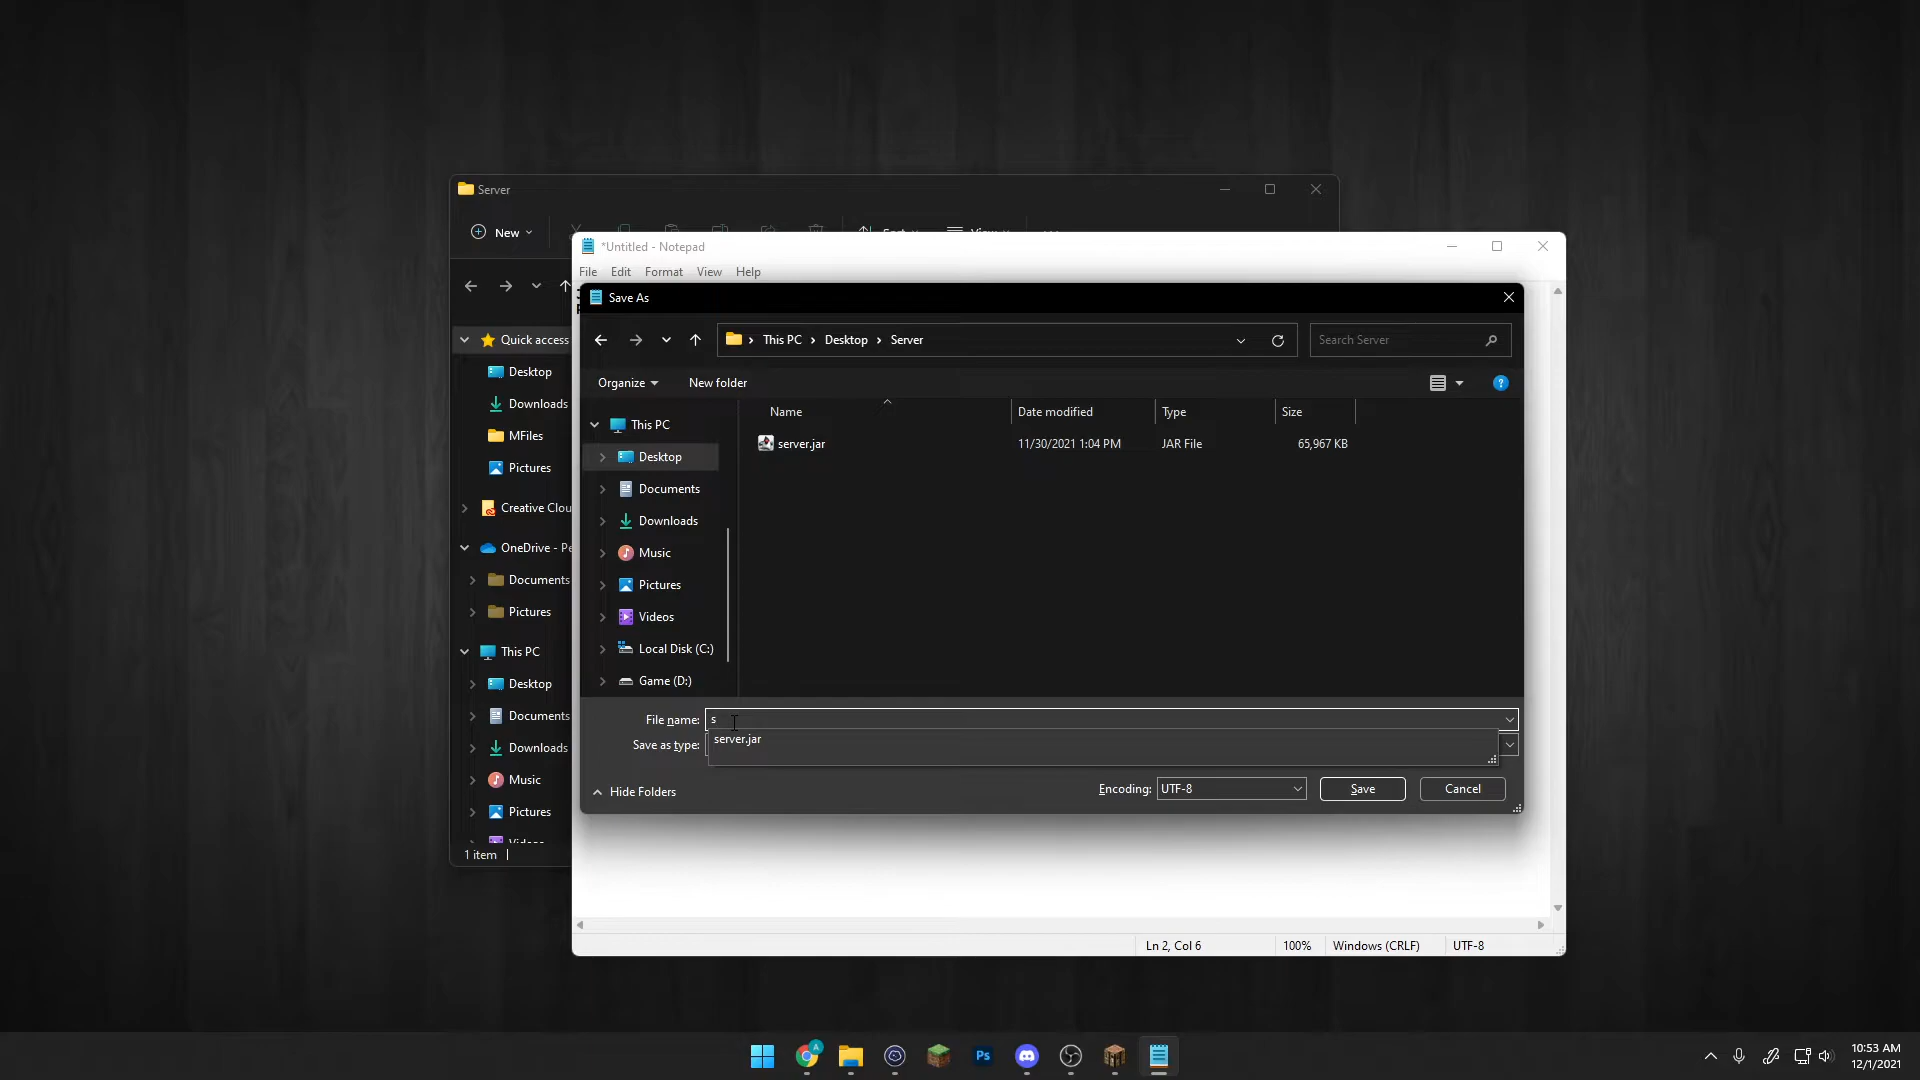 Server
New
*Untitled - Notepad
File Edit Format View Help
Save As
This PC Desktop Server
Search Server
Organize New folder
Name Date modified Type Size
server.jar 11/30/2021 1:04 PM JAR File 65,967 KB
This PC
Desktop
Documents
Downloads
Music
Pictures
Videos
Local Disk (C:)
Game (D:)
File name: s
server.jar
Save as type:
Hide Folders
Encoding: UTF-8 Save Cancel
Quick access
Desktop
Downloads
MFiles
Pictures
Creative Clou
OneDrive - Pe
Documents
Pictures
This PC
Desktop
Documents
Downloads
Music
Pictures
1 item
Ln 2, Col 6 100% Windows (CRLF) UTF-8
A
Ps
10:53 AM
12/1/2021